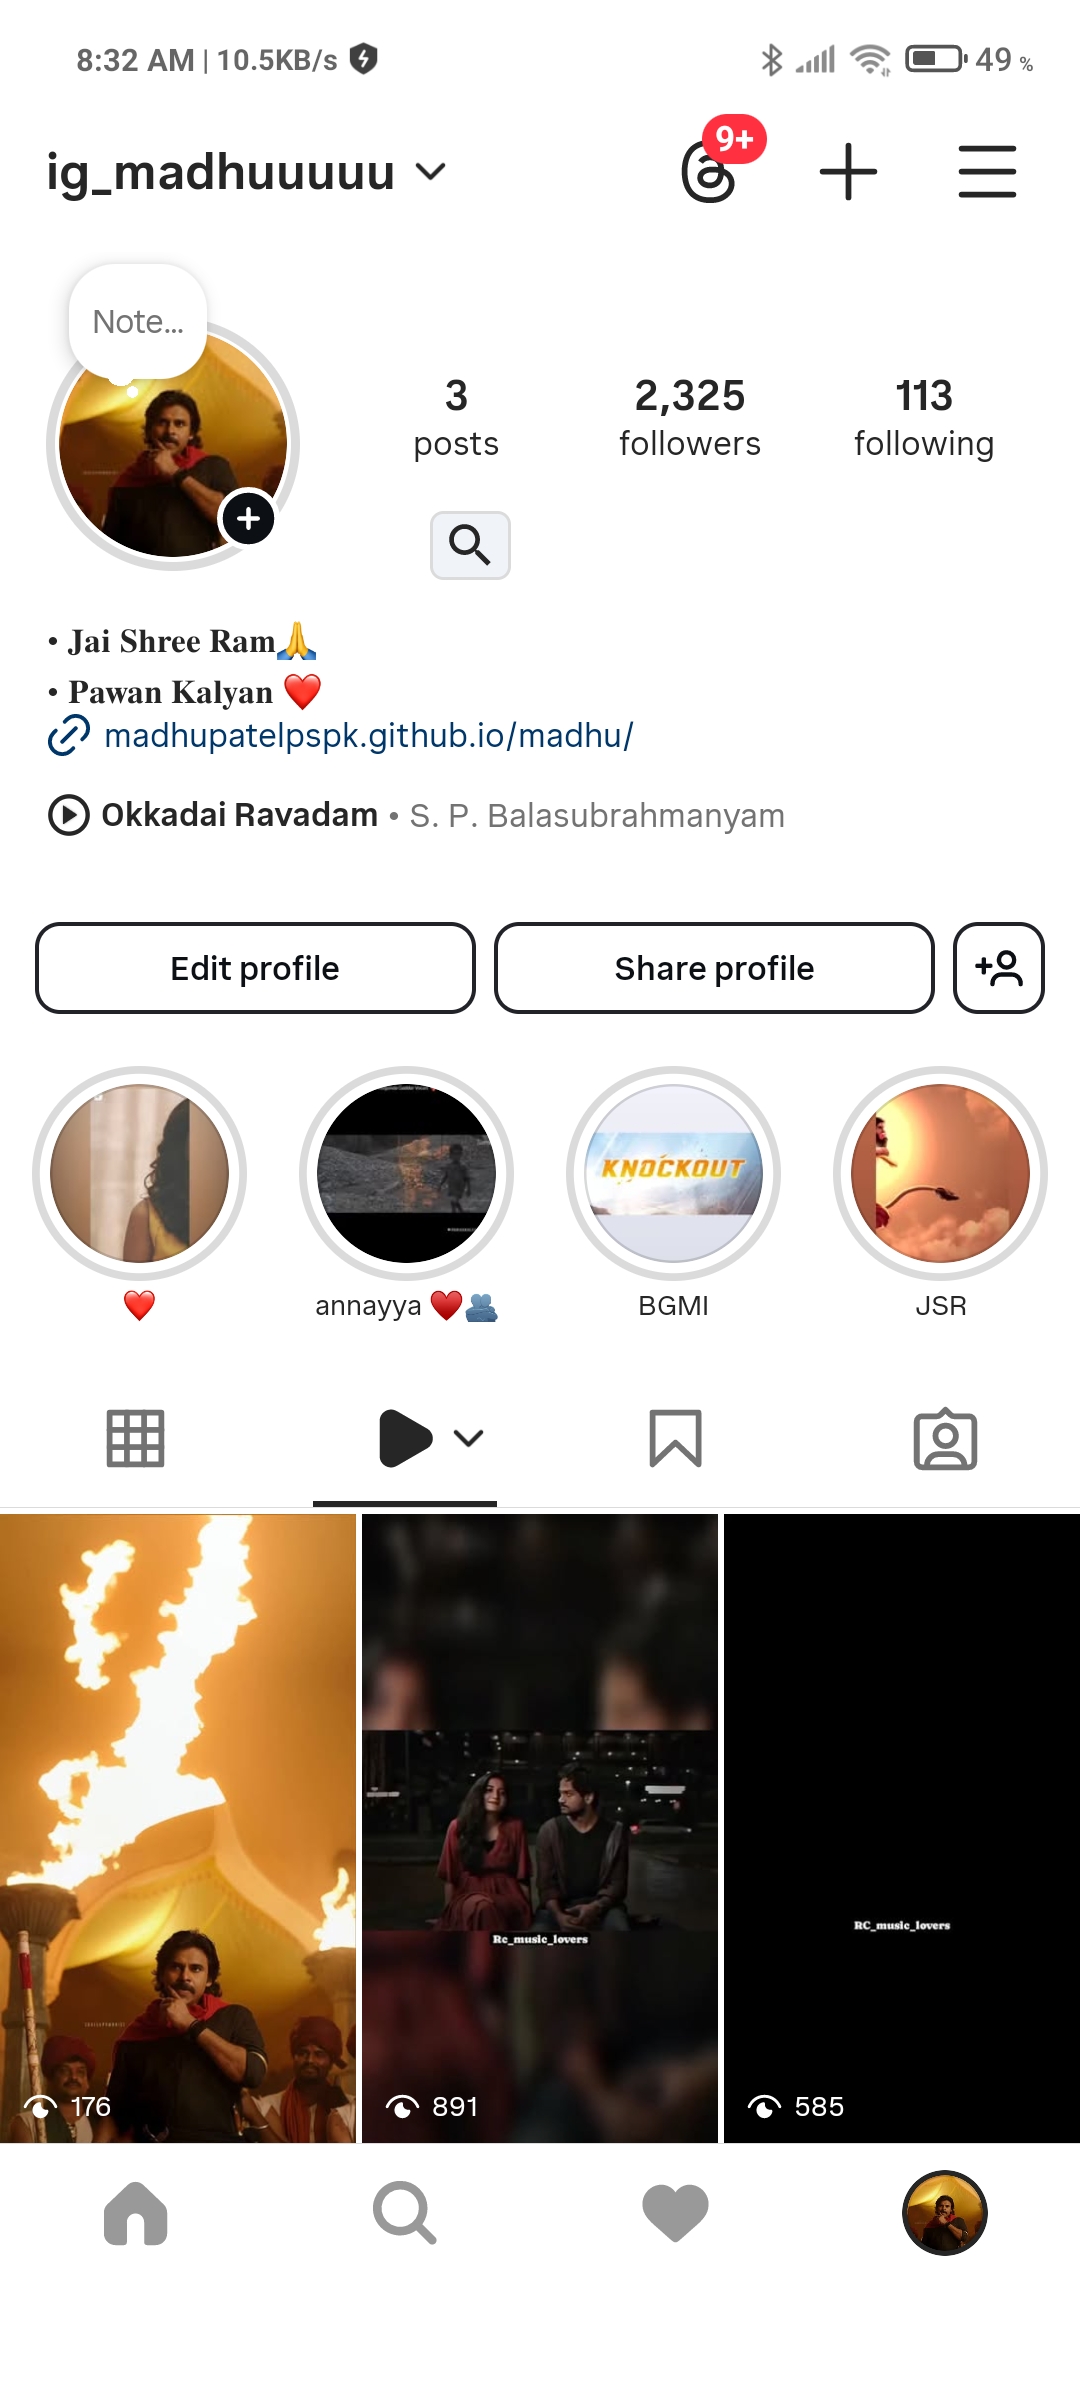 8:32 AM | 10.5KB/s
49 %
ig_madhuuuuu
9+
Note...
3 posts
2,325 followers
113 following
• Jai Shree Ram🙏
• Pawan Kalyan ❤️
madhupatelpspk.github.io/madhu/
Okkadai Ravadam • S. P. Balasubrahmanyam
Edit profile
Share profile
KNOCKOUT
❤️
annayya ♥️🫂
BGMI
JSR
Rc_music_lovers
RC_music_lovers
176
891
585